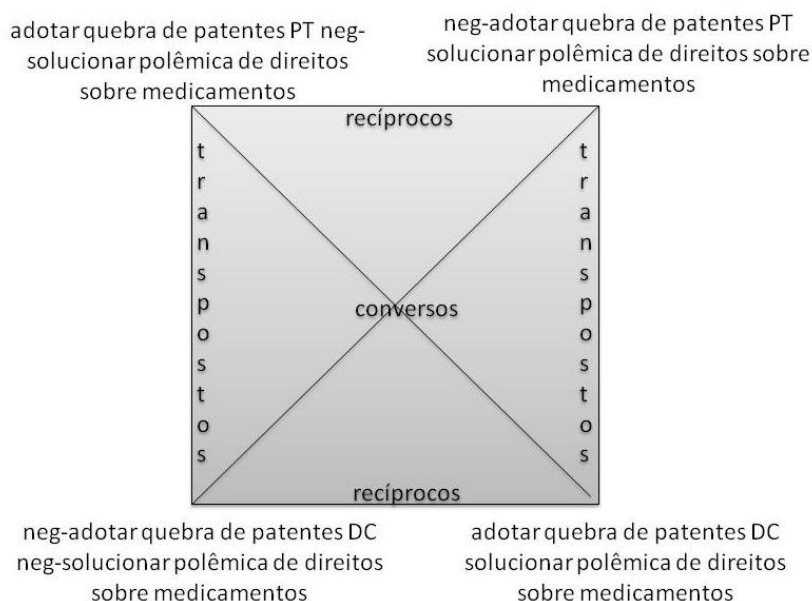 adotar quebra de patentes PT neg-
solucionar polêmica de direitos
sobre medicamentos
neg-adotar quebra de patentes PT
solucionar polêmica de direitos sobre
medicamentos
recíprocos
transpostos
transpostos
conversos
recíprocos
neg-adotar quebra de patentes DC
neg-solucionar polêmica de direitos
sobre medicamentos
adotar quebra de patentes DC
solucionar polêmica de direitos
sobre medicamentos